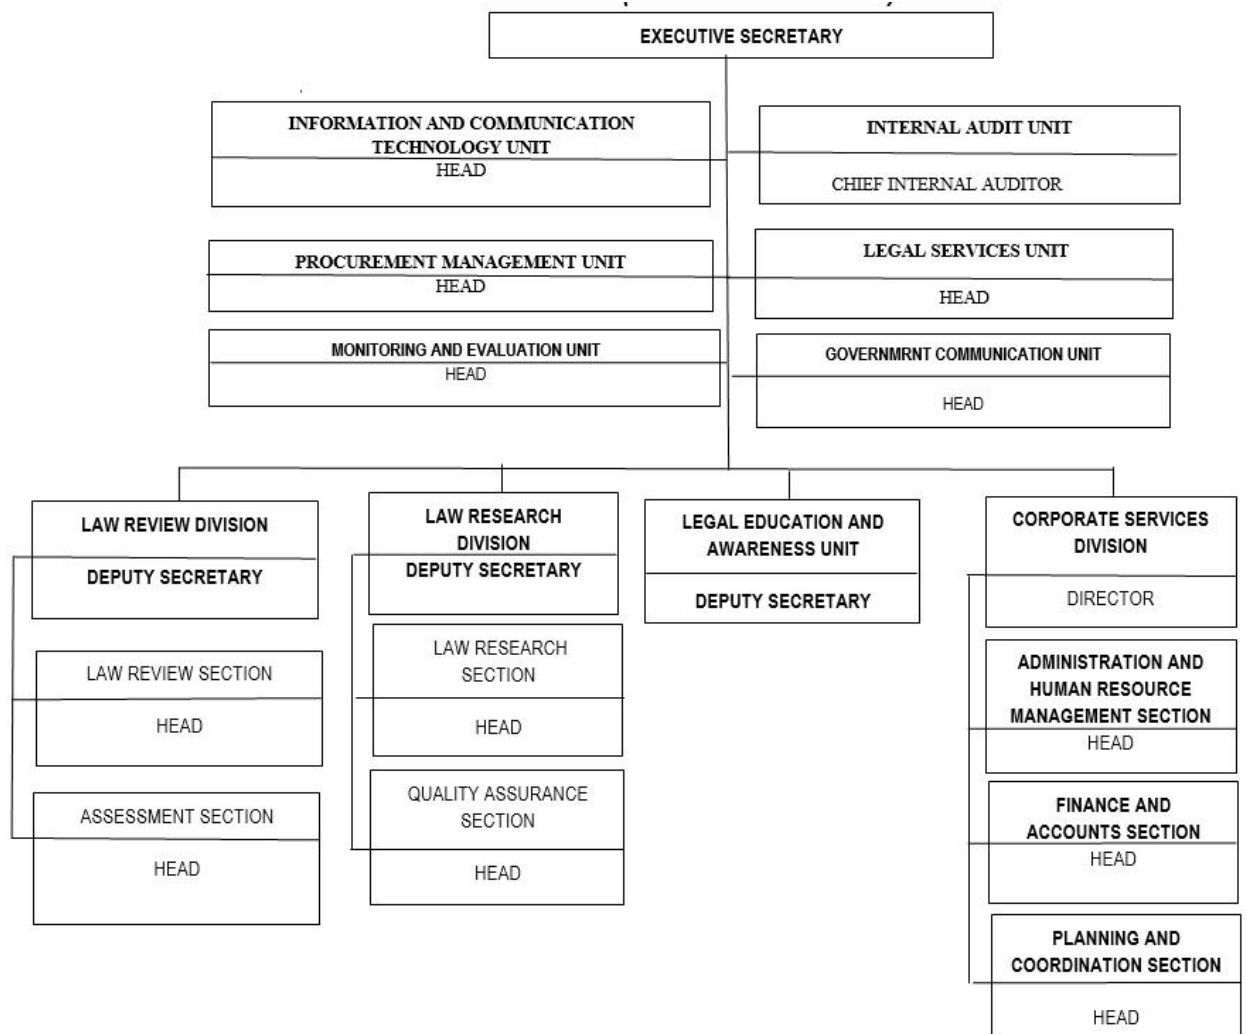 EXECUTIVE SECRETARY
INFORMATION AND COMMUNICATION
TECHNOLOGY UNIT
HEAD
INTERNAL AUDIT UNIT
CHIEF INTERNAL AUDITOR
PROCUREMENT MANAGEMENT UNIT
HEAD
LEGAL SERVICES UNIT
HEAD
MONITORING AND EVALUATION UNIT
HEAD
GOVERNMRNT COMMUNICATION UNIT
HEAD
LAW REVIEW DIVISION
DEPUTY SECRETARY
LAW REVIEW SECTION
HEAD
ASSESSMENT SECTION
HEAD
LAW RESEARCH
DIVISION
DEPUTY SECRETARY
LAW RESEARCH
SECTION
HEAD
QUALITY ASSURANCE
SECTION
HEAD
LEGAL EDUCATION AND
AWARENESS UNIT
DEPUTY SECRETARY
CORPORATE SERVICES
DIVISION
DIRECTOR
ADMINISTRATION AND
HUMAN RESOURCE
MANAGEMENT SECTION
HEAD
FINANCE AND
ACCOUNTS SECTION
HEAD
PLANNING AND
COORDINATION SECTION
HEAD